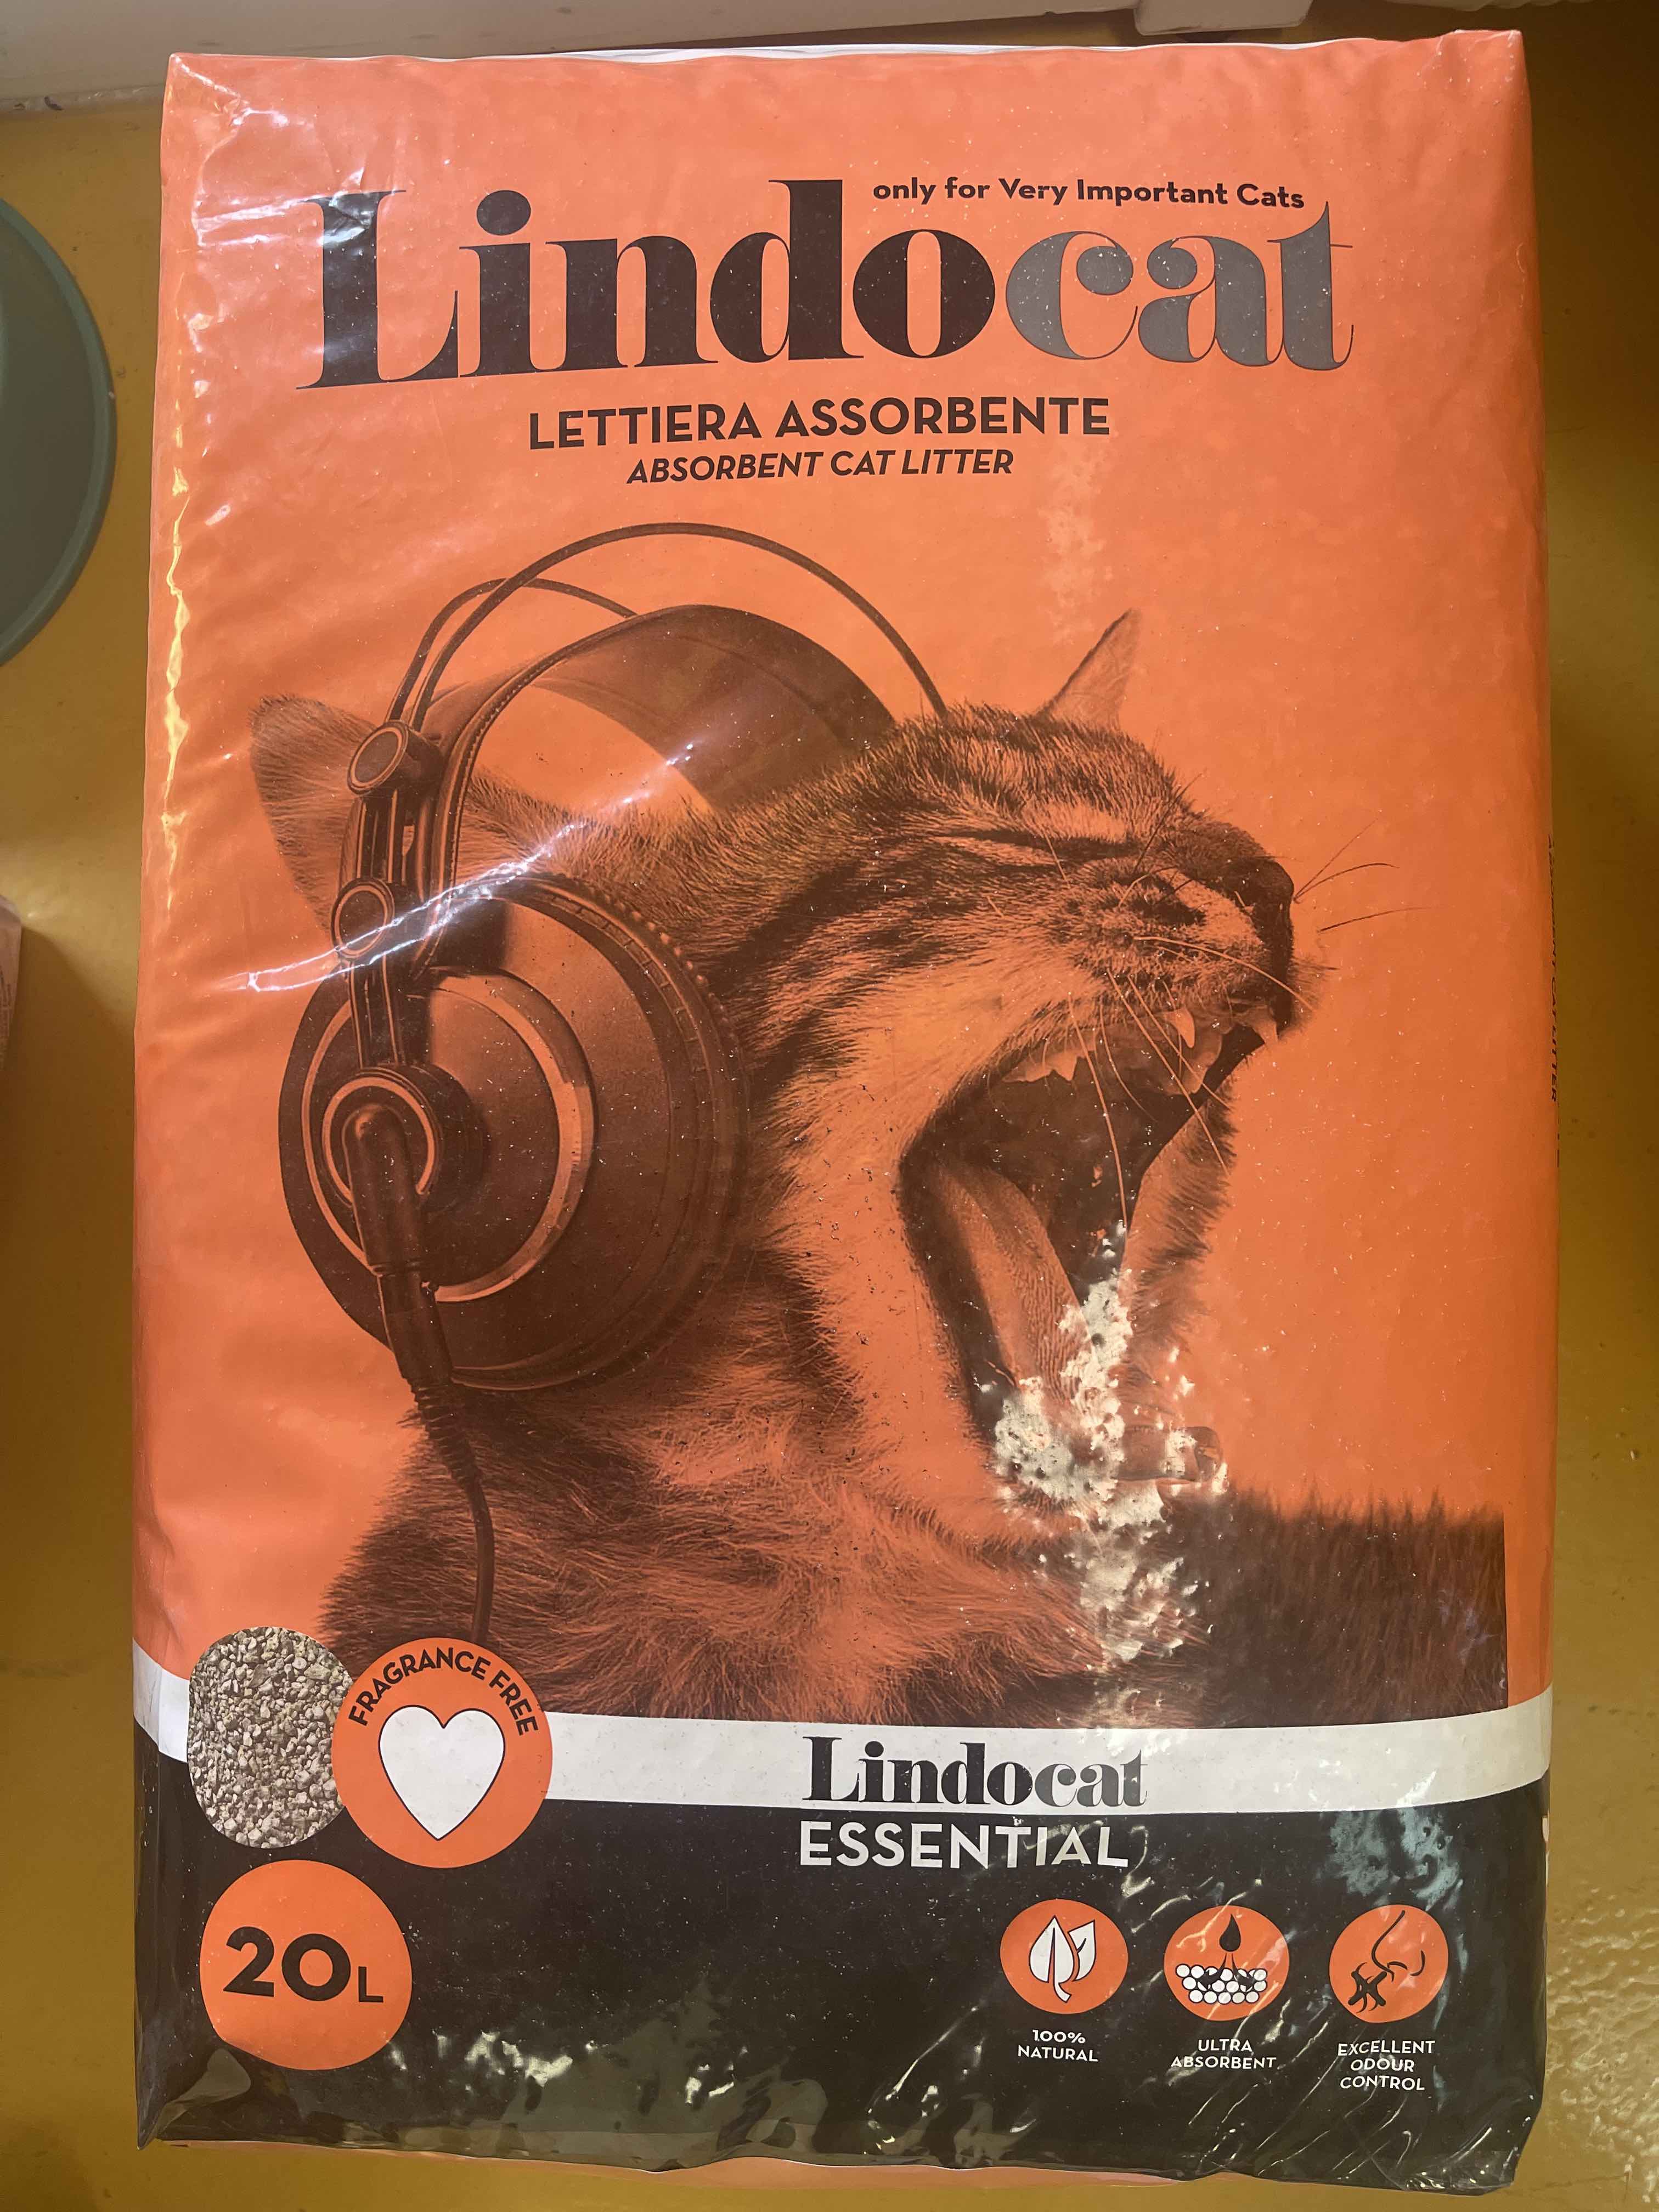 only for Very Important Cats
Lindocat
LETTIERA ASSORBENTE
ABSORBENT CAT LITTER
FRAGRANCE FREE
Lindocat
ESSENTIAL
20L
100%
NATURAL
ULTRA
ABSORBENT
EXCELLENT
ODOUR
CONTROL